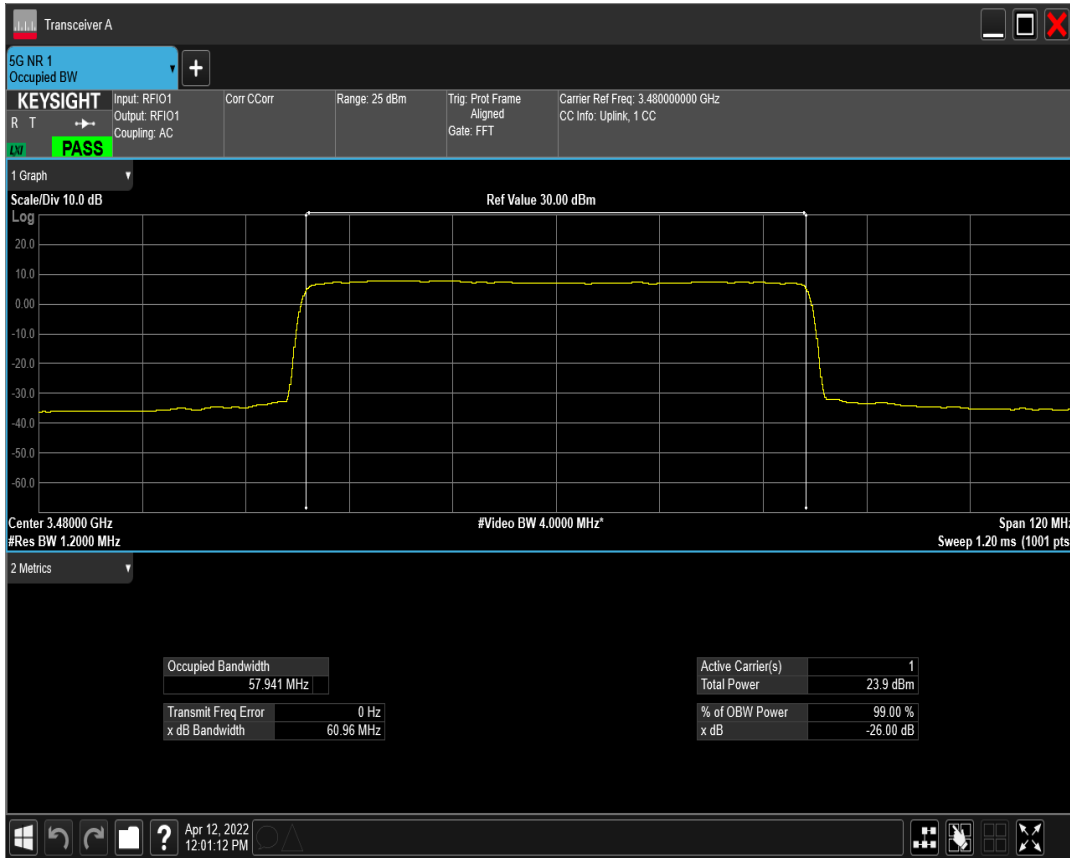 Transceiver A
5G NR 1
Occupied BW
KEYSIGHT
Input: RFIO1
R T
Output: RFIO1
Coupling: AC
LXI
PASS
Corr CCorr
Range: 25 dBm
Trig: Prot Frame
Aligned
Gate: FFT
Carrier Ref Freq: 3.480000000 GHz
CC Info: Uplink, 1 CC
1 Graph
Scale/Div 10.0 dB
Ref Value 30.00 dBm
Log
20.0
10.0
0.00
-10.0
-20.0
-30.0
-40.0
-50.0
-60.0
Center 3.48000 GHz
#Video BW 4.0000 MHz*
Span 120 MHz
#Res BW 1.2000 MHz
Sweep 1.20 ms (1001 pts
2 Metrics
Occupied Bandwidth
57.941 MHz
Transmit Freq Error 0 Hz
x dB Bandwidth 60.96 MHz
Active Carrier(s) 1
Total Power 23.9 dBm
% of OBW Power 99.00 %
x dB -26.00 dB
?
Apr 12, 2022
12:01:12 PM